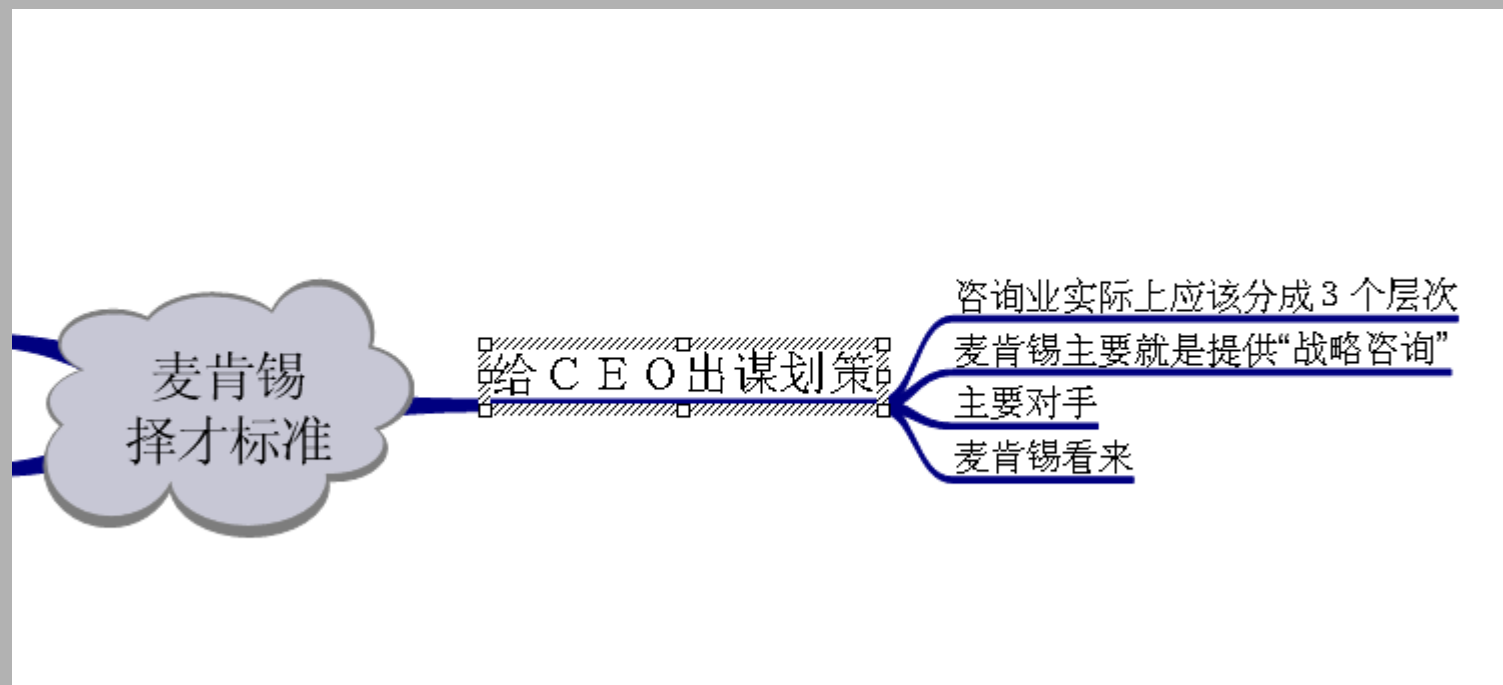 麦肯锡
择才标准
给ＣＥＯ出谋划策
咨询业实际上应该分成3 个层次
麦肯锡主要就是提供“战略咨询”
主要对手
麦肯锡看来